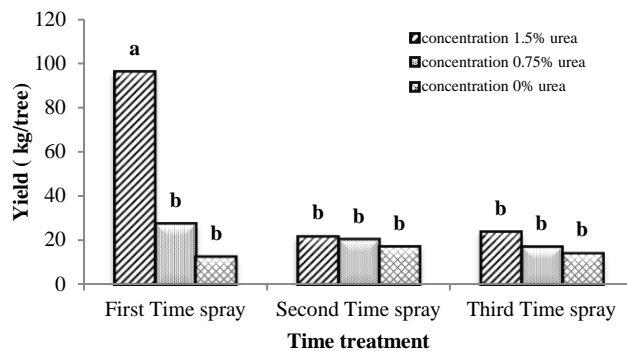 120
100
80
60
40
20
0
Yield ( kg/tree)
a
b
b
b
b
b
b
b
b
concentration 1.5% urea
concentration 0.75% urea
concentration 0% urea
First Time spray
Second Time spray
Third Time spray
Time treatment